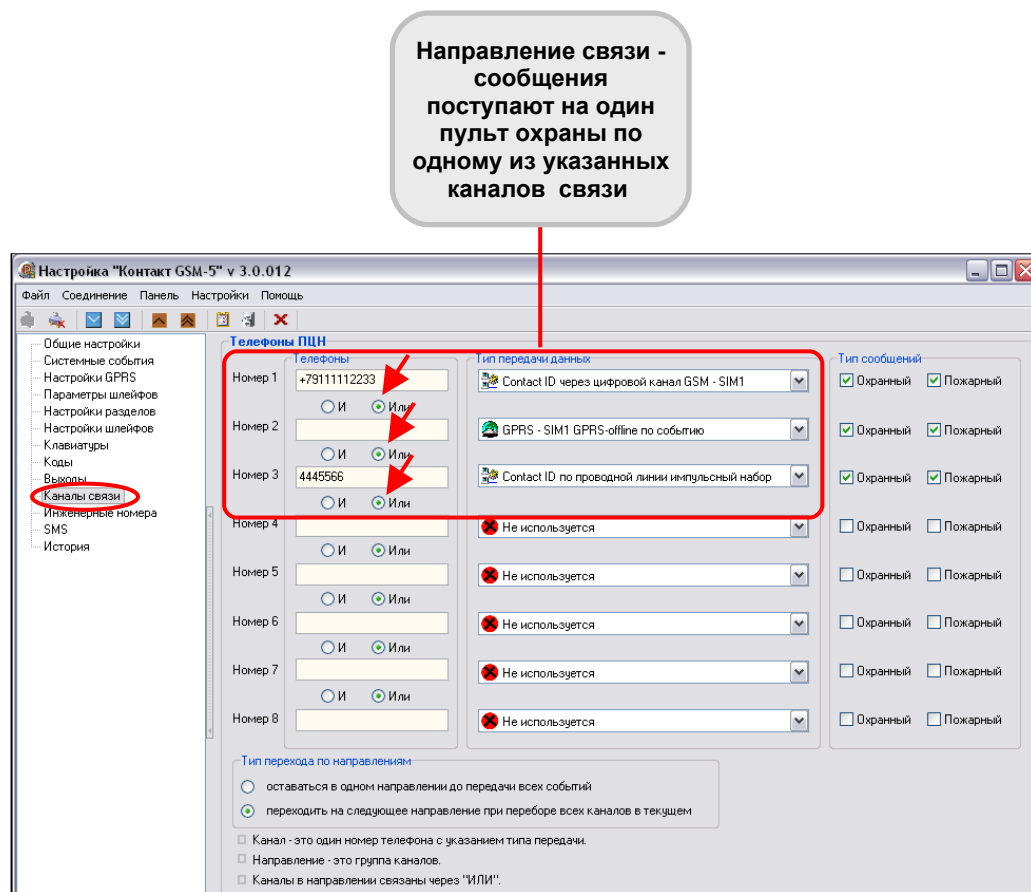 Направление связи -
сообщения
поступают на один
пульт охраны по
одному из указанных
каналов связи
Настройка "Контакт GSM-5" v 3.0.012
Файл Соединение Панель Настройки Помощь
Общие настройки
Системные события
Настройки GPRS
Параметры шлейфов
Настройки разделов
Настройки шлейфов
Клавиатуры
Коды
Выходы
Каналы связи
Инженерные номера
SMS
История
Телефоны ПЦН
Телефоны Тип передачи данных Тип сообщений
Номер 1 +79111112233 Contact ID через цифровой канал GSM - SIM1 Охранный Пожарный
И Или
Номер 2 GPRS - SIM1 GPRS-offline по событию Охранный Пожарный
И Или
Номер 3 4445566 Contact ID по проводной линии импульсный набор Охранный Пожарный
И Или
Номер 4 Не используется Охранный Пожарный
И Или
Номер 5 Не используется Охранный Пожарный
И Или
Номер 6 Не используется Охранный Пожарный
И Или
Номер 7 Не используется Охранный Пожарный
И Или
Номер 8 Не используется Охранный Пожарный
Тип перехода по направлениям
оставаться в одном направлении до передачи всех событий
переходить на следующее направление при переборе всех каналов в текущем
Канал - это один номер телефона с указанием типа передачи.
Направление - это группа каналов.
Каналы в направлении связаны через "ИЛИ".